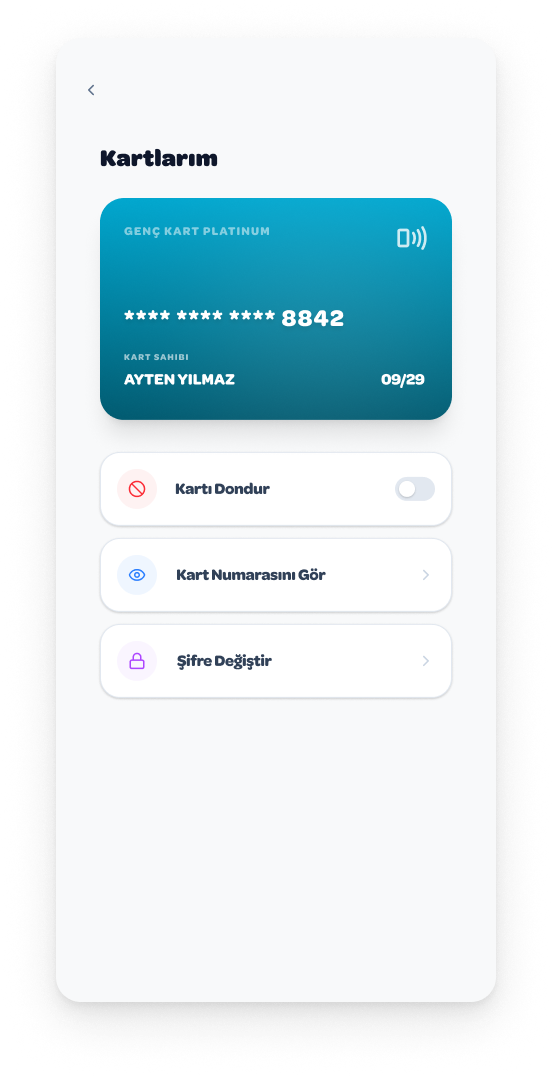 Kartlarım
GENÇ KART PLATINUM
**** **** **** 8842
KART SAHIBI
AYTEN YILMAZ 09/29
Kartı Dondur
Kart Numarasını Gör
Şifre Değiştir